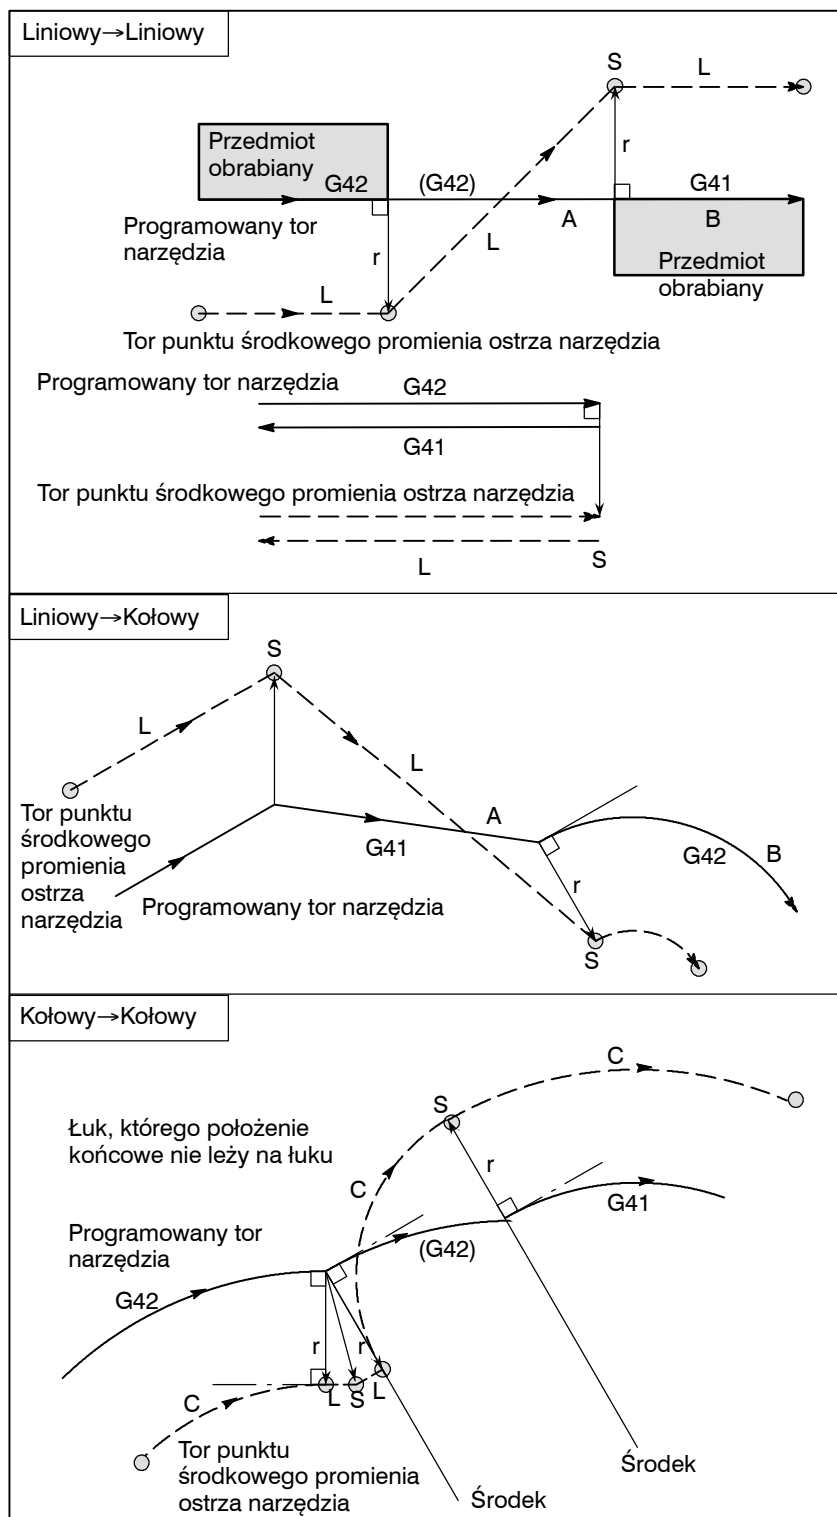 Liniowy→Liniowy
S
L
Przedmiot
obrabiany
r
G42
(G42)
G41
A
B
Programowany tor
narzędzia
r
L
Przedmiot
obrabiany
L
Tor punktu środkowego promienia ostrza narzędzia
Programowany tor narzędzia
G42
G41
Tor punktu środkowego promienia ostrza narzędzia
L
S
Liniowy→Kołowy
S
L
L
Tor punktu
środkowego
promienia
ostrza
narzędzia
A
G41
G42
B
r
Programowany tor narzędzia
S
Kołowy→Kołowy
C
S
Łuk, którego położenie
końcowe nie leży na łuku
r
C
G41
Programowany tor
narzędzia
(G42)
G42
r
r
C
L
S
L
Tor punktu
środkowego promienia
ostrza narzędzia
Środek
Środek